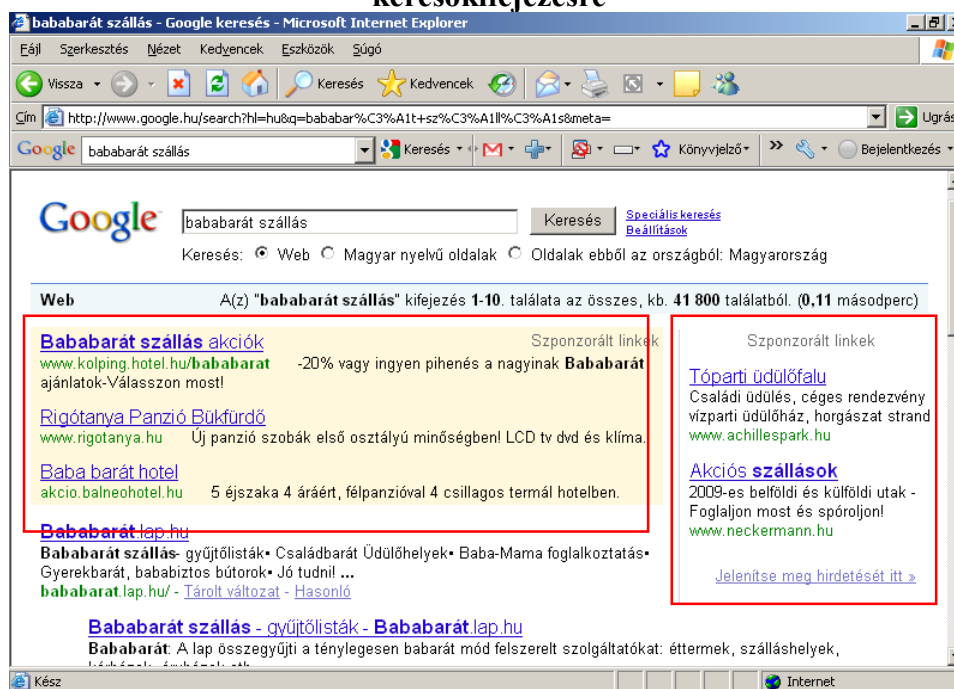 keresőkifejezésre
bababarát szállás - Google keresés - Microsoft Internet Explorer
Fájl Szerkesztés Nézet Kedvencek Eszközök Súgó
Vissza Keresés Kedvencek
Cím http://www.google.hu/search?hl=hu&q=bababar%C3%A1t+sz%C3%A1ll%C3%A1s&meta= Ugrás
Google bababarát szállás Keresés Könyvjelző Bejelentkezés
Google bababarát szállás Keresés Speciális keresés
Beállítások
Keresés: Web Magyar nyelvű oldalak Oldalak ebből az országból: Magyarország
Web A(z) "bababarát szállás" kifejezés 1-10. találata az összes, kb. 41 800 találatból. (0,11 másodperc)
Bababarát szállás akciók Szponzorált linkek
www.kolping.hotel.hu/bababarat -20% vagy ingyen pihenés a nagyinak Bababarát
ajánlatok-Válasszon most!
Rigótanya Panzió Bükfürdő
www.rigotanya.hu Új panzió szobák első osztályú minőségben! LCD tv dvd és klíma.
Baba barát hotel
akcio.balneohotel.hu 5 éjszaka 4 áráért, félpanzióval 4 csillagos termál hotelben.
Szponzorált linkek
Tóparti üdülőfalu
Családi üdülés, céges rendezvény
vízparti üdülőház, horgászat strand
www.achillespark.hu
Akciós szállások
2009-es belföldi és külföldi utak -
Foglaljon most és spóroljon!
www.neckermann.hu
Jelenítse meg hirdetését itt »
Bababarát.lap.hu
Bababarát szállás- gyűjtőlisták• Családbarát Üdülőhelyek• Baba-Mama foglalkoztatás•
Gyerekbarát, bababiztos bútorok• Jó tudni! ...
bababarat.lap.hu/ - Tárolt változat - Hasonló
Bababarát szállás - gyűjtőlisták - Bababarát.lap.hu
Bababarát: A lap összegyűjti a ténylegesen babarát mód felszerelt szolgáltatókat: éttermek, szálláshelyek,
Kész Internet